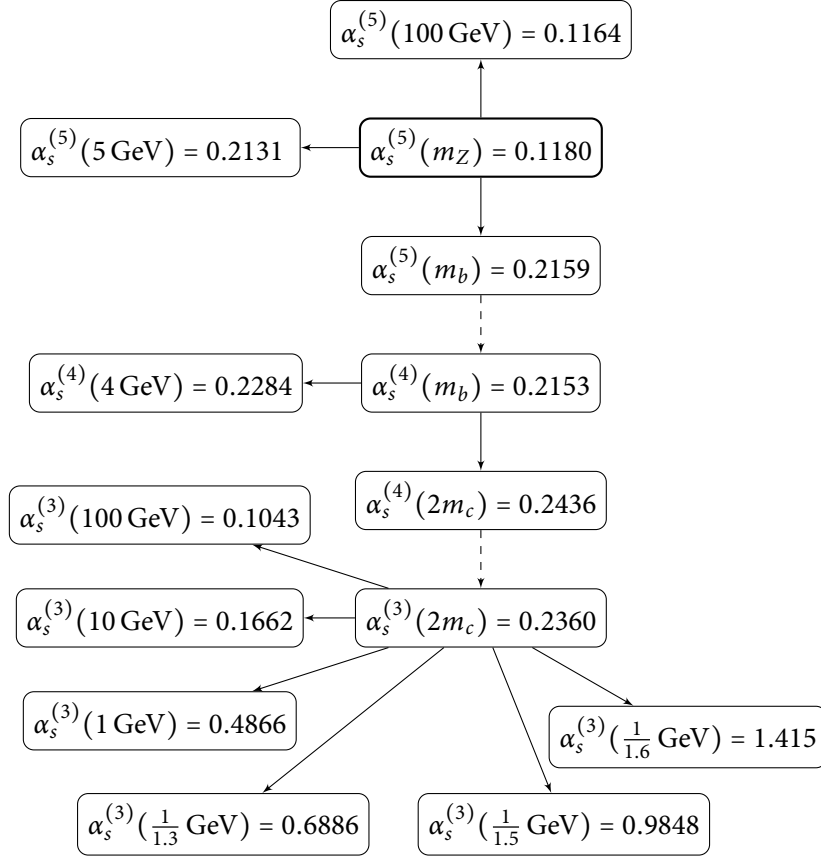 α_s^{(5)}(100 GeV) = 0.1164
α_s^{(5)}(5 GeV) = 0.2131
α_s^{(5)}(m_Z) = 0.1180
α_s^{(5)}(m_b) = 0.2159
α_s^{(4)}(4 GeV) = 0.2284
α_s^{(4)}(m_b) = 0.2153
α_s^{(4)}(2m_c) = 0.2436
α_s^{(3)}(100 GeV) = 0.1043
α_s^{(3)}(10 GeV) = 0.1662
α_s^{(3)}(2m_c) = 0.2360
α_s^{(3)}(1 GeV) = 0.4866
α_s^{(3)}(\frac{1}{1.6} GeV) = 1.415
α_s^{(3)}(\frac{1}{1.3} GeV) = 0.6886
α_s^{(3)}(\frac{1}{1.5} GeV) = 0.9848